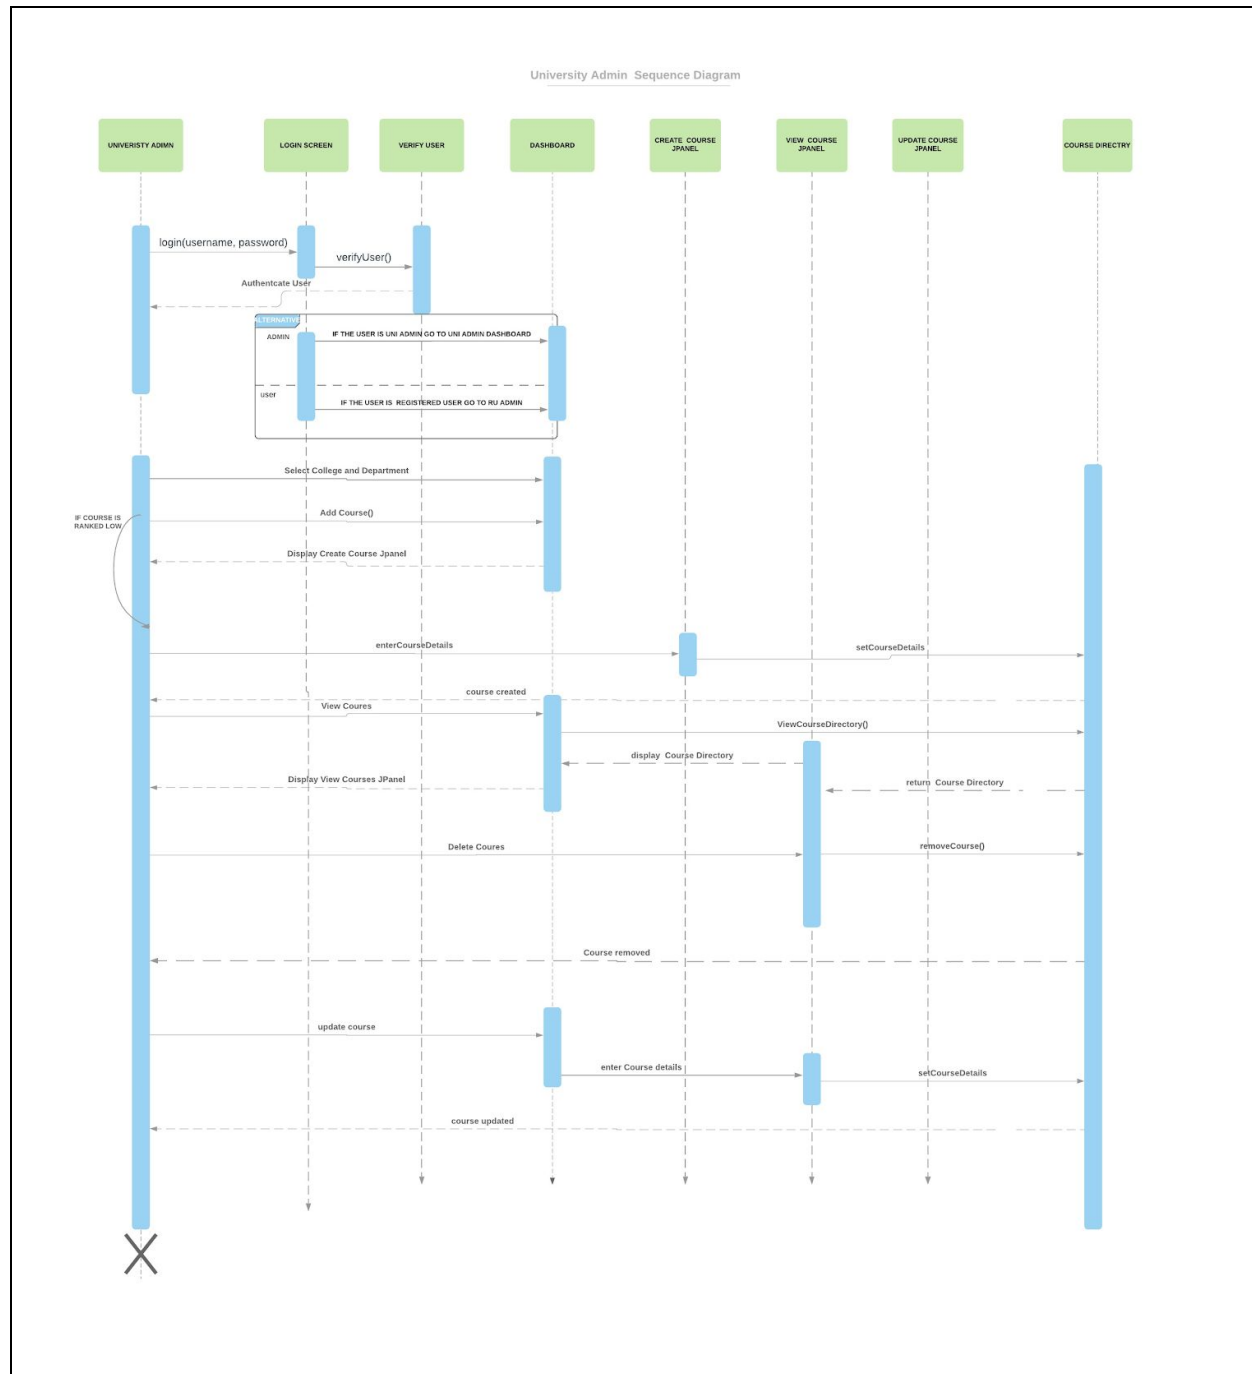 University Admin  Sequence Diagram
UNIVERISTY ADIMN
LOGIN SCREEN
VERIFY USER
DASHBOARD
CREATE  COURSE
JPANEL
VIEW  COURSE
JPANEL
UPDATE COURSE
JPANEL
COURSE DIRECTRY
login(username, password)
verifyUser()
Authentcate User
ALTERNATIVE
ADMIN
IF THE USER IS UNI ADMIN GO TO UNI ADMIN DASHBOARD
user
IF THE USER IS  REGISTERED USER GO TO RU ADMIN
Select College and Department
IF COURSE IS
RANKED LOW
Add Course()
Display Create Course Jpanel
enterCourseDetails
setCourseDetails
course created
View Coures
ViewCourseDirectory()
display  Course Directory
Display View Courses JPanel
return  Course Directory
Delete Coures
removeCourse()
Course removed
update course
enter Course details
setCourseDetails
course updated